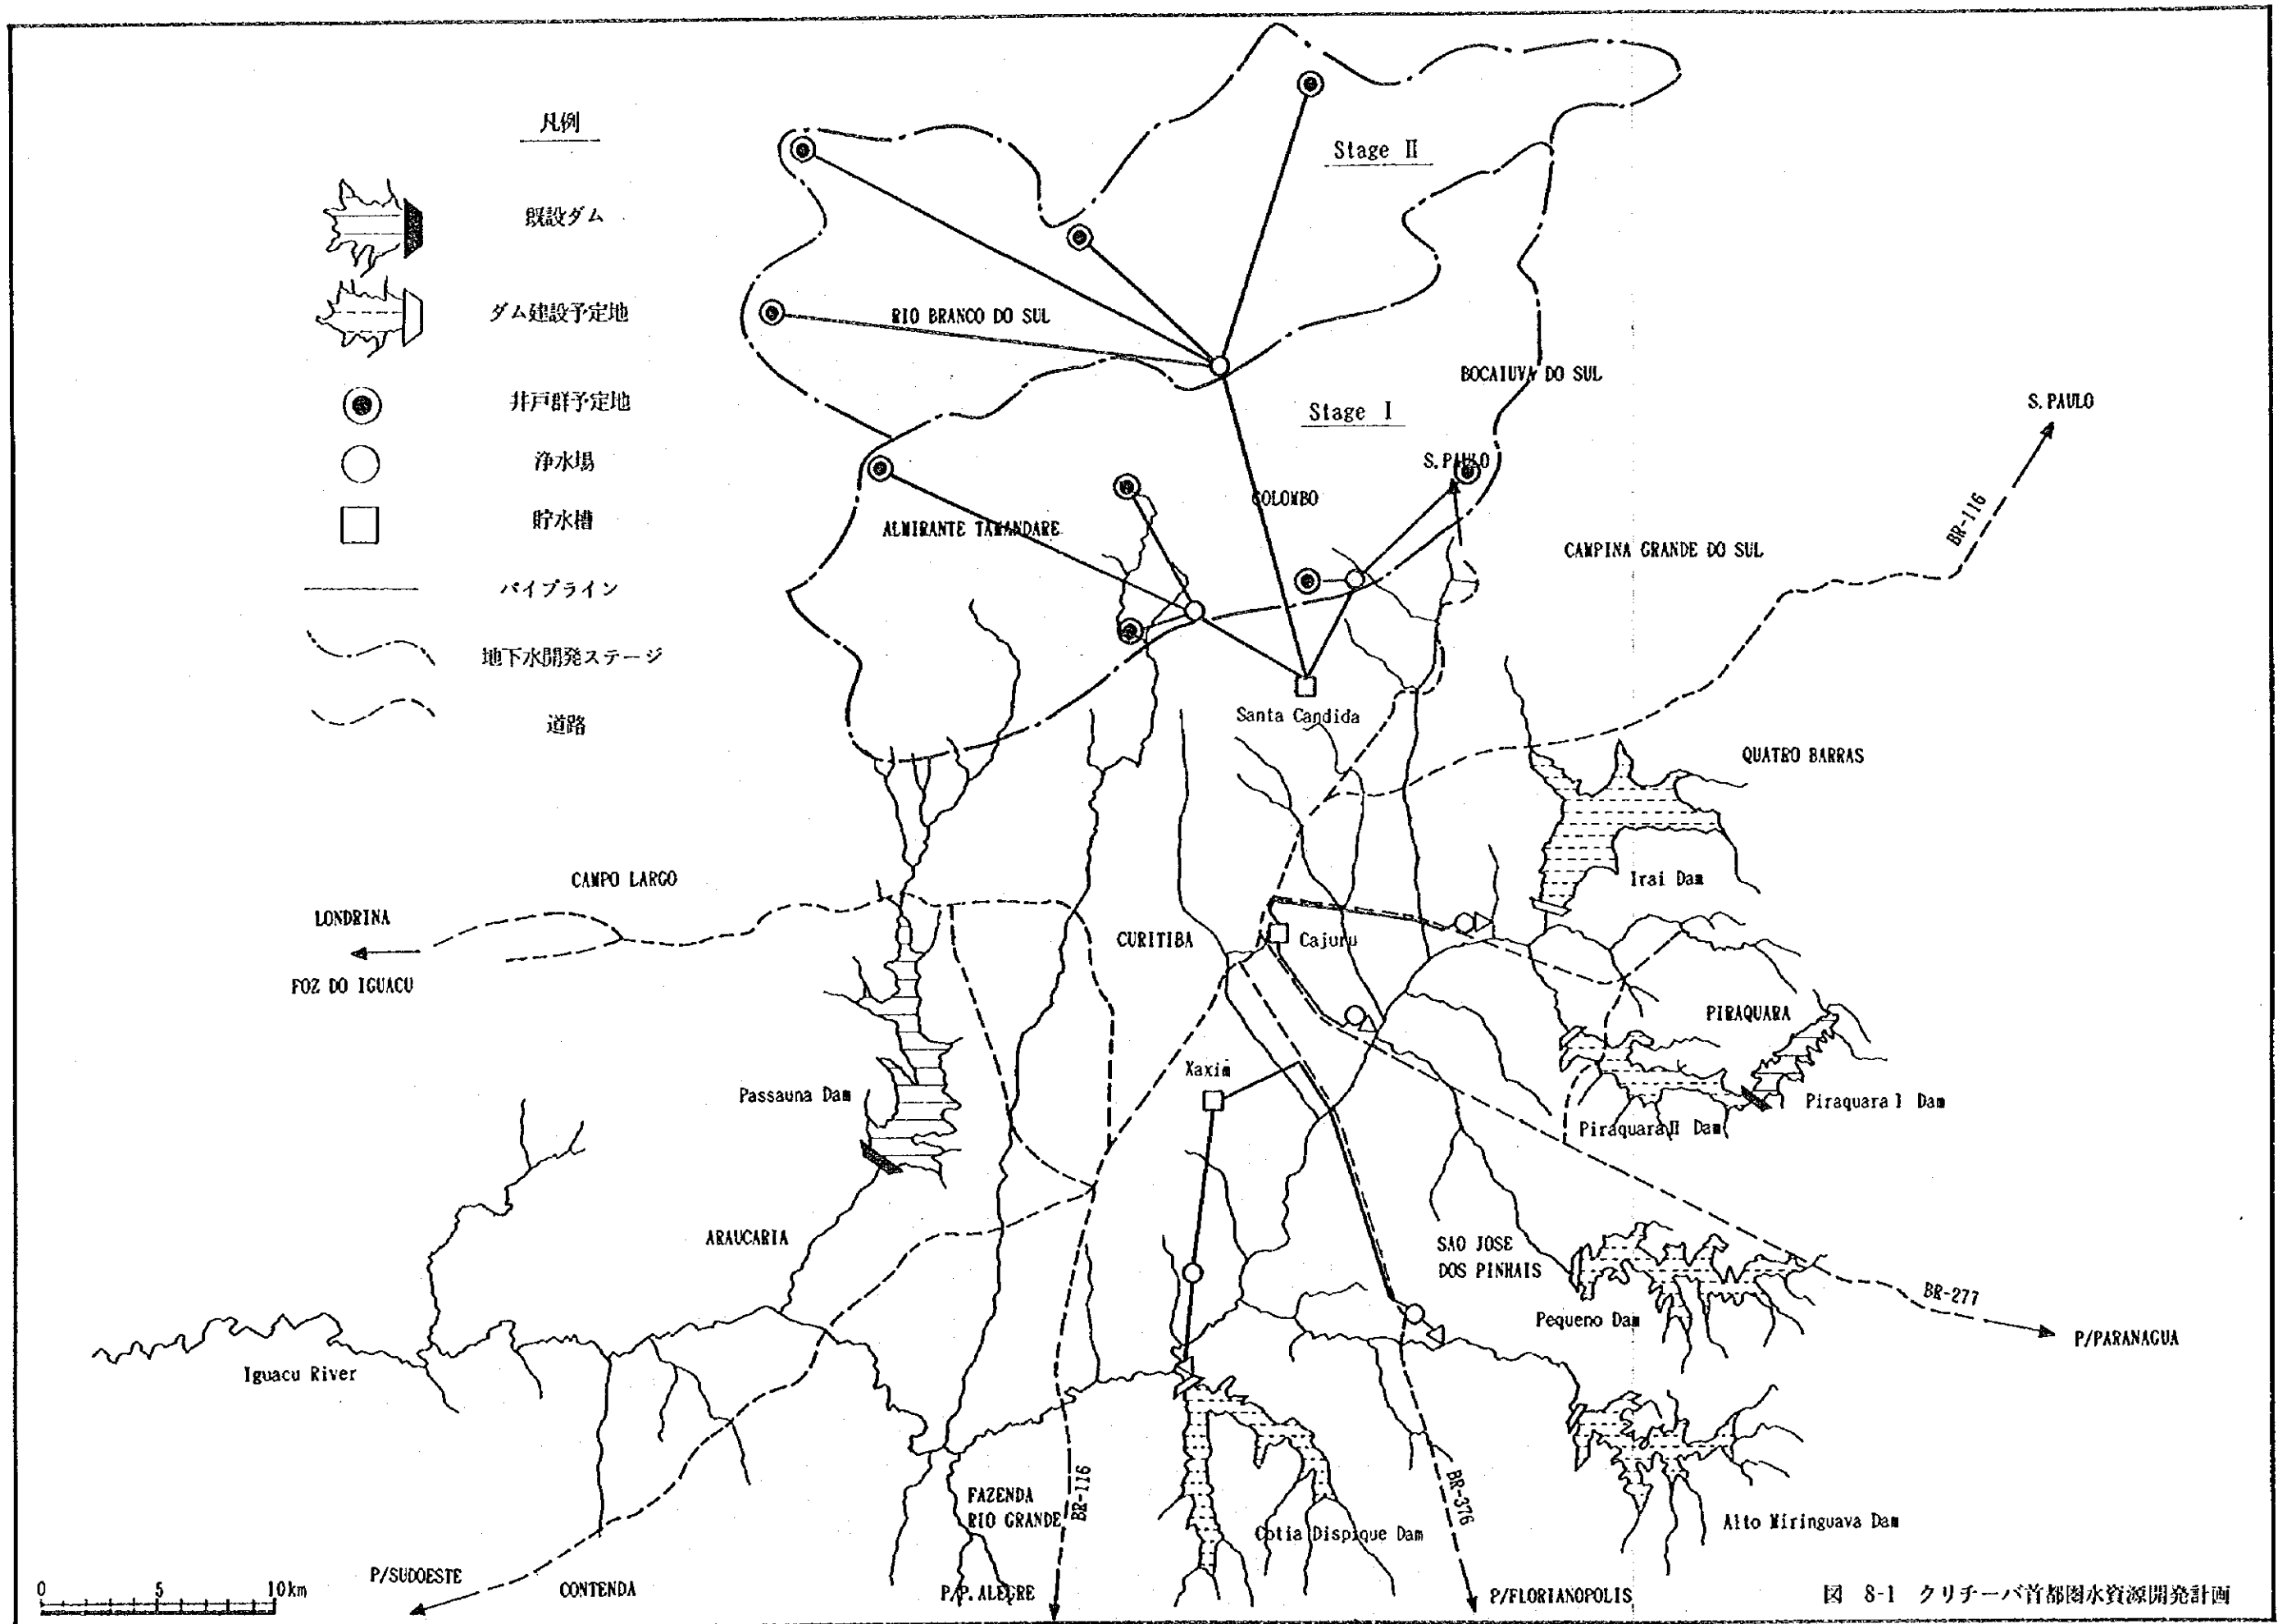 凡例
既設ダム
ダム建設予定地
井戸群予定地
浄水場
貯水槽
パイプライン
地下水開発ステージ
道路
Stage II
RIO BRANCO DO SUL
BOCAIUVA DO SUL
Stage I
S.PAULO
S.PAULO
COLOMBO
ALMIRANTE TAMANDARE
CAMPINA GRANDE DO SUL
BR-116
Santa Candida
QUATRO BARRAS
CAMPO LARGO
Irai Dam
LONDRINA
CURITIBA
Cajuru
FOZ DO IGUACU
PIRAQUARA
Xaxim
Passauna Dam
Piraquara I Dam
Piraquara II Dam
ARAUCARIA
SAO JOSE
DOS PINHAIS
BR-277
Pequeno Dam
P/PARANAGUA
Iguacu River
FAZENDA
RIO GRANDE
BR-116
BR-376
Cotia Dispique Dam
Alto Miringuava Dam
0 5 10km
P/SUDOESTE
CONTENDA
P/P.ALEGRE
P/FLORIANOPOLIS
図 8-1 クリチーバ首都圏水資源開発計画